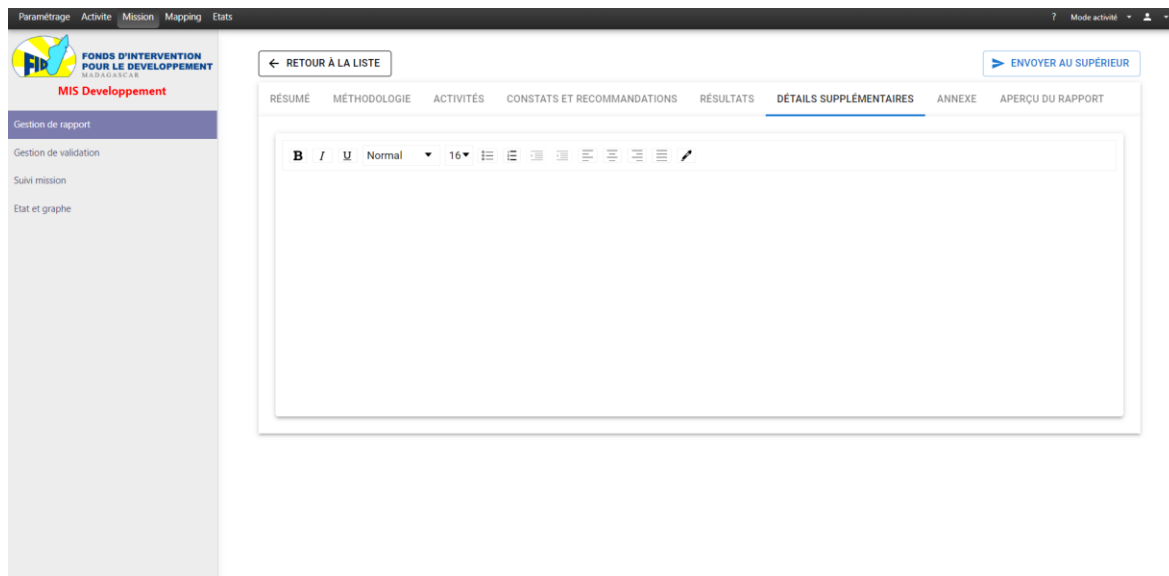 Paramétrage Activite Mission Mapping Etats ? Mode activité
FID FONDS D'INTERVENTION
POUR LE DEVELOPPEMENT
MADAGASCAR
MIS Developpement
Gestion de rapport
Gestion de validation
Suivi mission
Etat et graphe
← RETOUR À LA LISTE
ENVOYER AU SUPÉRIEUR
RÉSUMÉ MÉTHODOLOGIE ACTIVITÉS CONSTATS ET RECOMMANDATIONS RÉSULTATS DÉTAILS SUPPLÉMENTAIRES ANNEXE APERÇU DU RAPPORT
B I U Normal 16